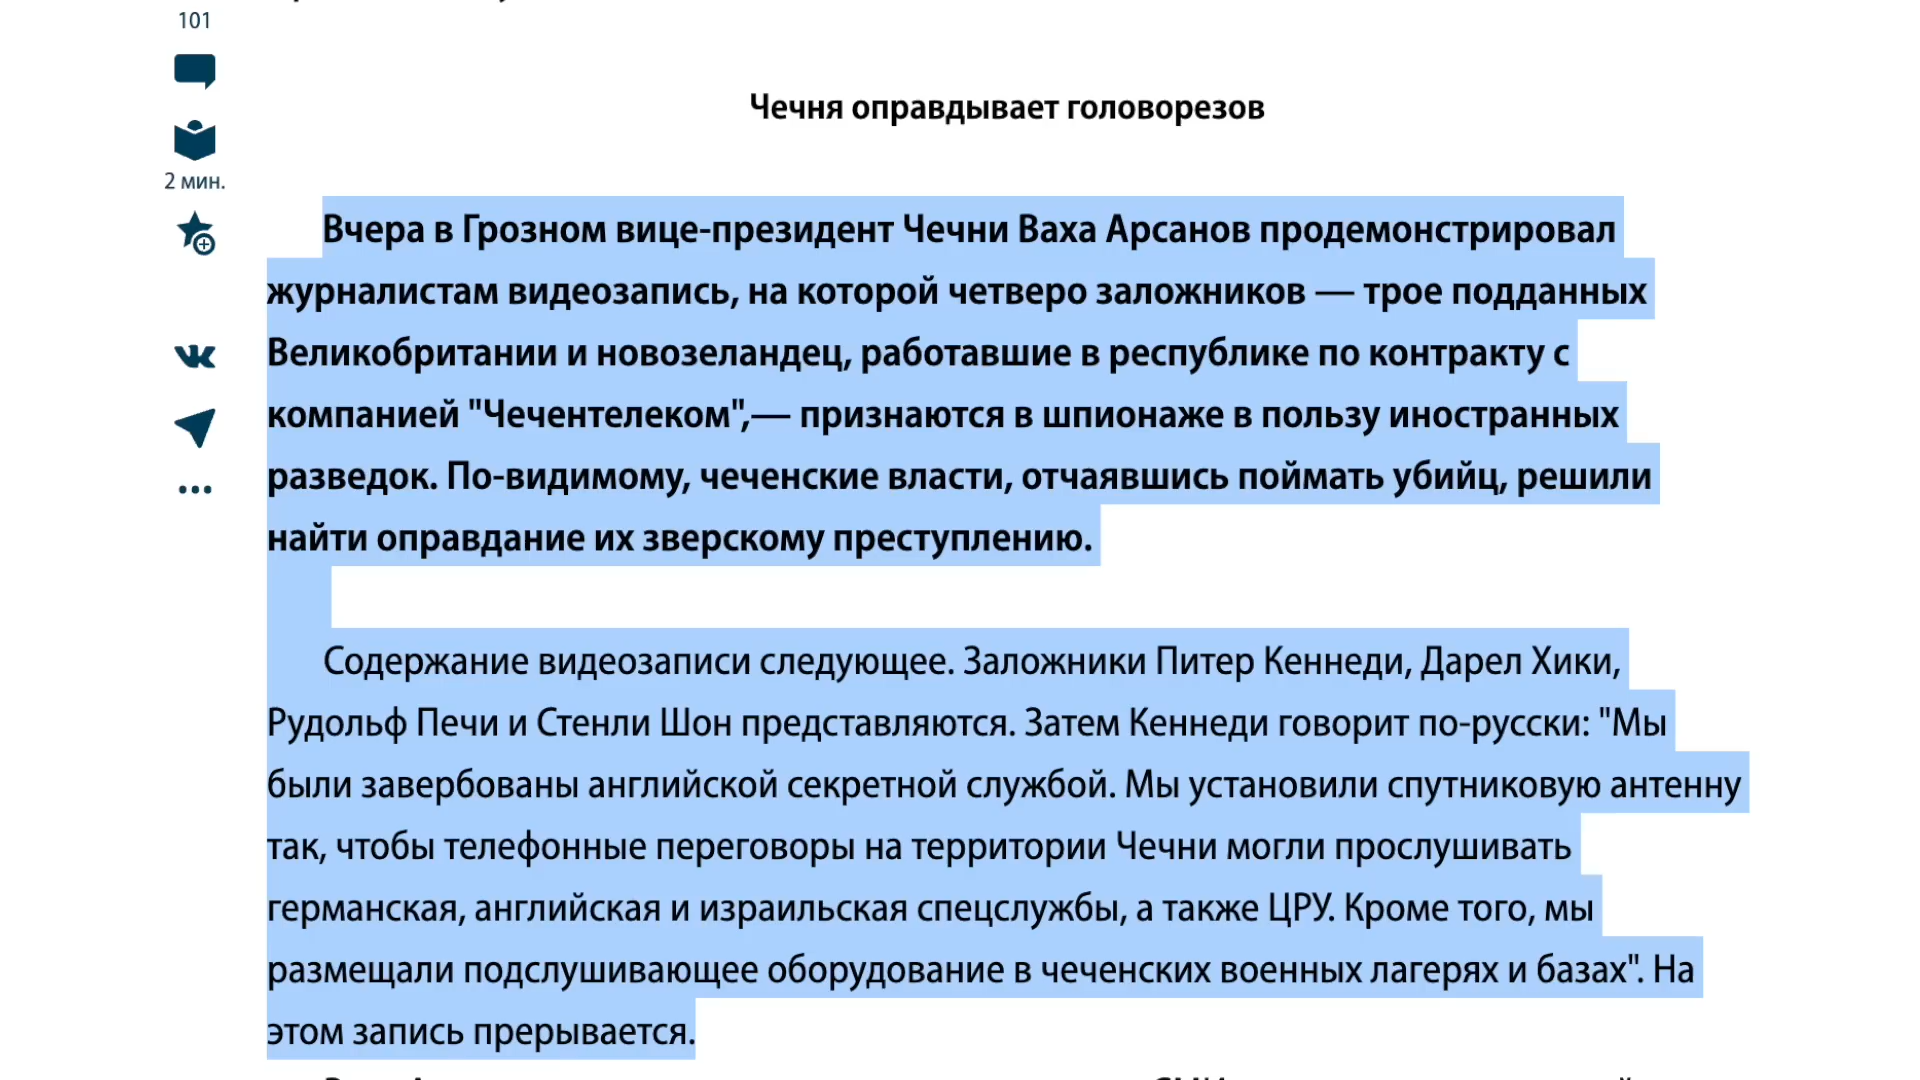 101
Чечня оправдывает головорезов
2 мин.
Вчера в Грозном вице-президент Чечни Ваха Арсанов продемонстрировал
журналистам видеозапись, на которой четверо заложников — трое подданных
Великобритании и новозеландец, работавшие в республике по контракту с
компанией "Чечентелеком",— признаются в шпионаже в пользу иностранных
разведок. По-видимому, чеченские власти, отчаявшись поймать убийц, решили
найти оправдание их зверскому преступлению.
Содержание видеозаписи следующее. Заложники Питер Кеннеди, Дарел Хики,
Рудольф Печи и Стенли Шон представляются. Затем Кеннеди говорит по-русски: "Мы
были завербованы английской секретной службой. Мы установили спутниковую антенну
так, чтобы телефонные переговоры на территории Чечни могли прослушивать
германская, английская и израильская спецслужбы, а также ЦРУ. Кроме того, мы
размещали подслушивающее оборудование в чеченских военных лагерях и базах". На
этом запись прерывается.